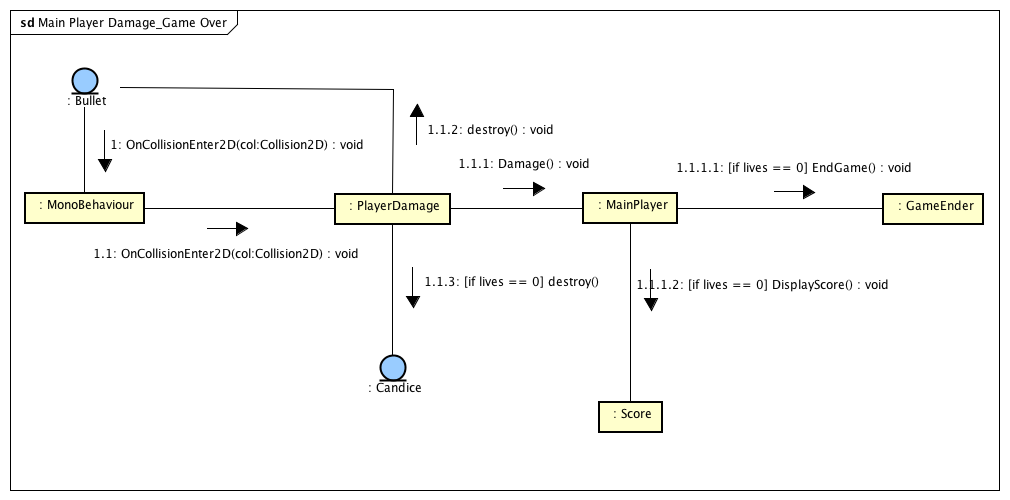 sd Main Player Damage_Game Over
: Bullet
1: OnCollisionEnter2D(col:Collision2D) : void
1.1.2: destroy() : void
1.1.1: Damage() : void
1.1.1.1: [if lives == 0] EndGame() : void
: MonoBehaviour
: PlayerDamage
: MainPlayer
: GameEnder
1.1: OnCollisionEnter2D(col:Collision2D) : void
1.1.3: [if lives == 0] destroy()
1.1.1.2: [if lives == 0] DisplayScore() : void
: Candice
: Score